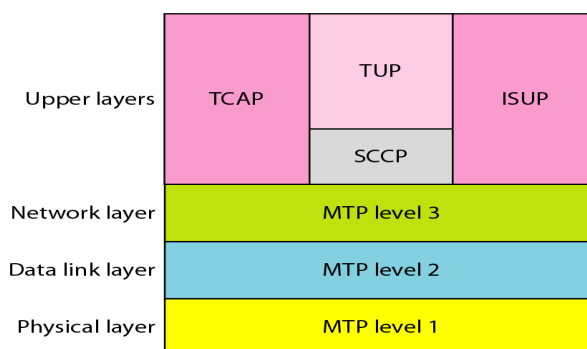 Upper layers
TCAP
TUP
ISUP
SCCP
Network layer
MTP level 3
Data link layer
MTP level 2
Physical layer
MTP level 1